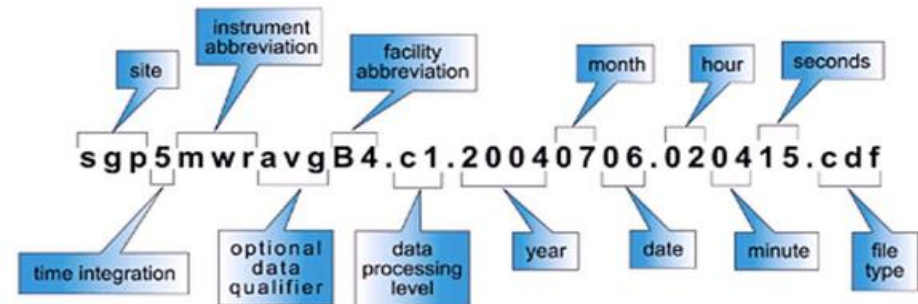 instrument
abbreviation
facility
abbreviation
site
month
hour
seconds
sgp5mwravgB4.c1.20040706.020415.cdf
time integration
optional
data
qualifier
data
processing
level
year
date
minute
file
type